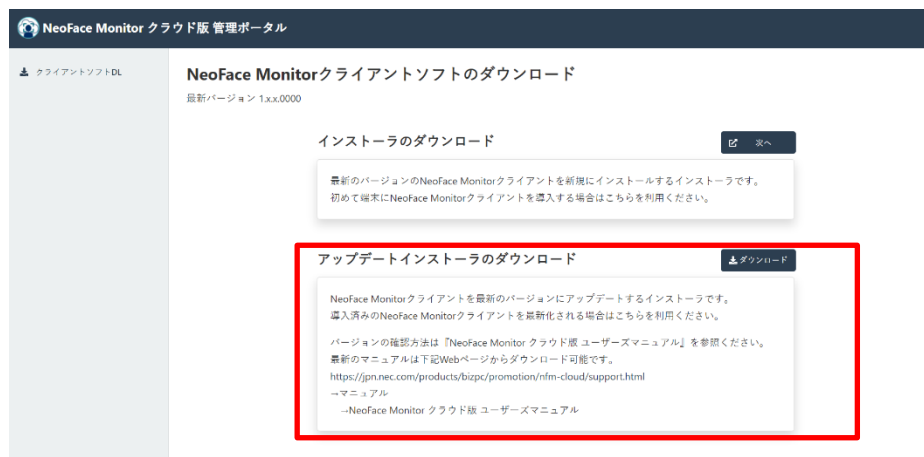 NeoFace Monitor クラウド版 管理ポータル
クライアントソフトDL
NeoFace Monitorクライアントソフトのダウンロード
最新バージョン 1.x.x.0000
インストーラのダウンロード
次へ
最新のバージョンのNeoFace Monitorクライアントを新規にインストールするインストーラです。
初めて端末にNeoFace Monitorクライアントを導入する場合はこちらを利用ください。
アップデートインストーラのダウンロード
ダウンロード
NeoFace Monitorクライアントを最新のバージョンにアップデートするインストーラです。
導入済みのNeoFace Monitorクライアントを最新化される場合はこちらを利用ください。
バージョンの確認方法は『NeoFace Monitor クラウド版 ユーザーズマニュアル』を参照ください。
最新のマニュアルは下記Webページからダウンロード可能です。
https://jpn.nec.com/products/bizpc/promotion/nfm-cloud/support.html
→マニュアル
→NeoFace Monitor クラウド版 ユーザーズマニュアル